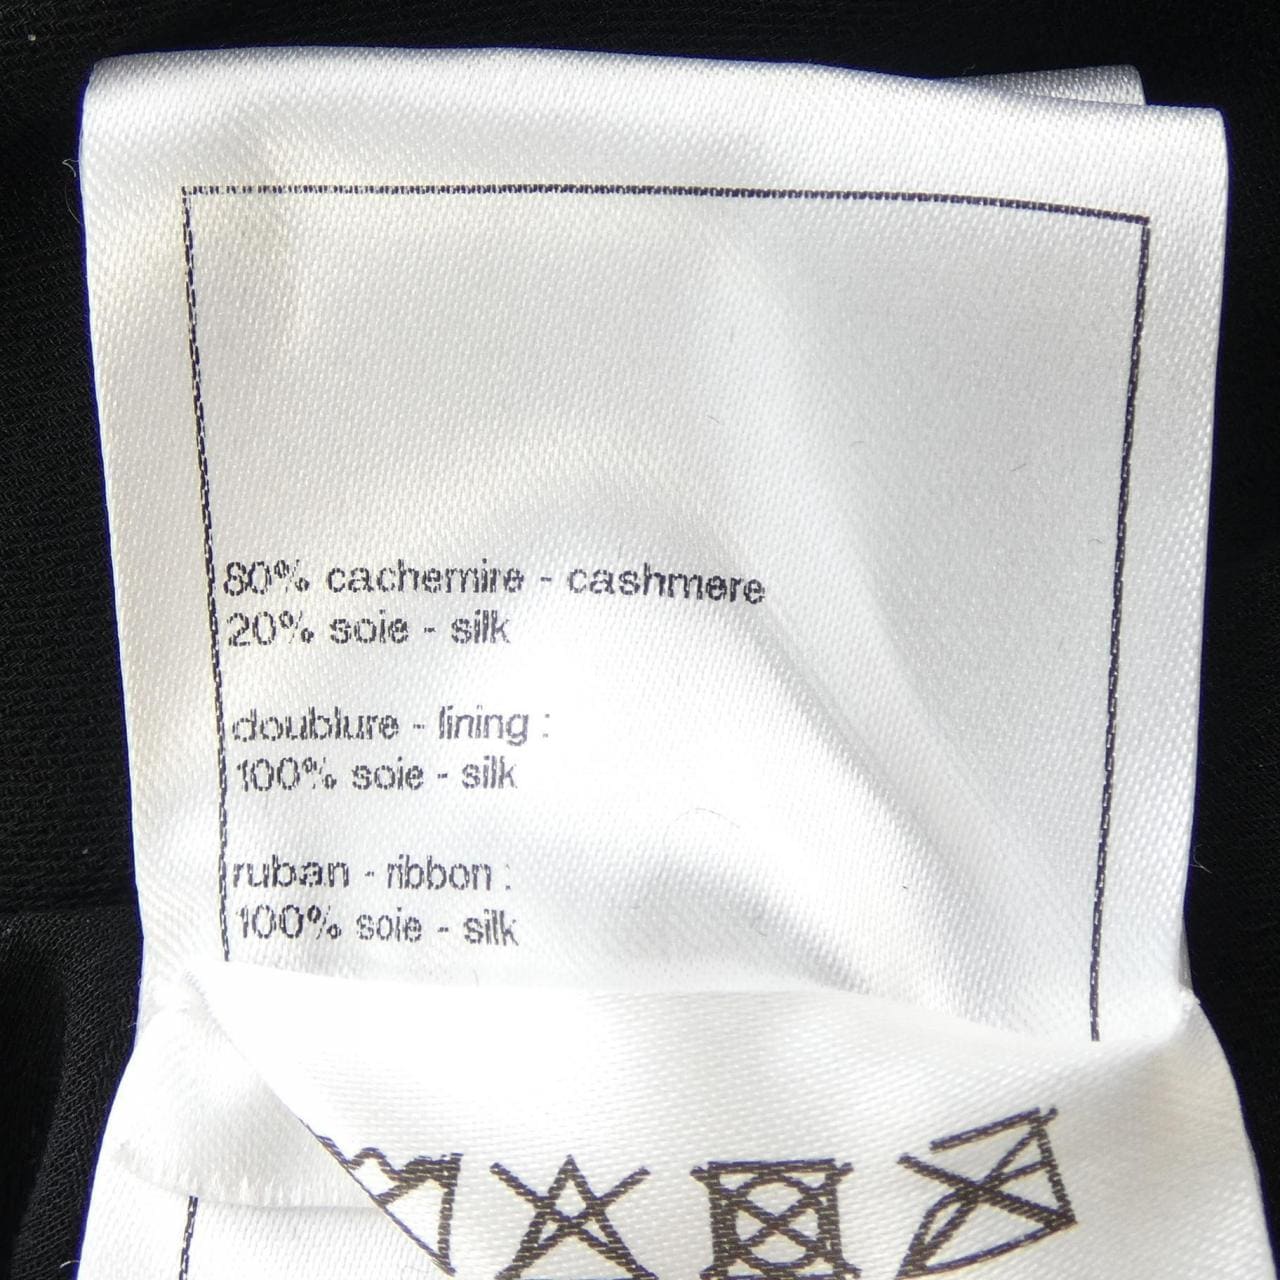 80% cachemire - cashmere
20% soie - silk
doublure - lining :
100% soie - silk
ruban - ribbon :
100% soie - silk